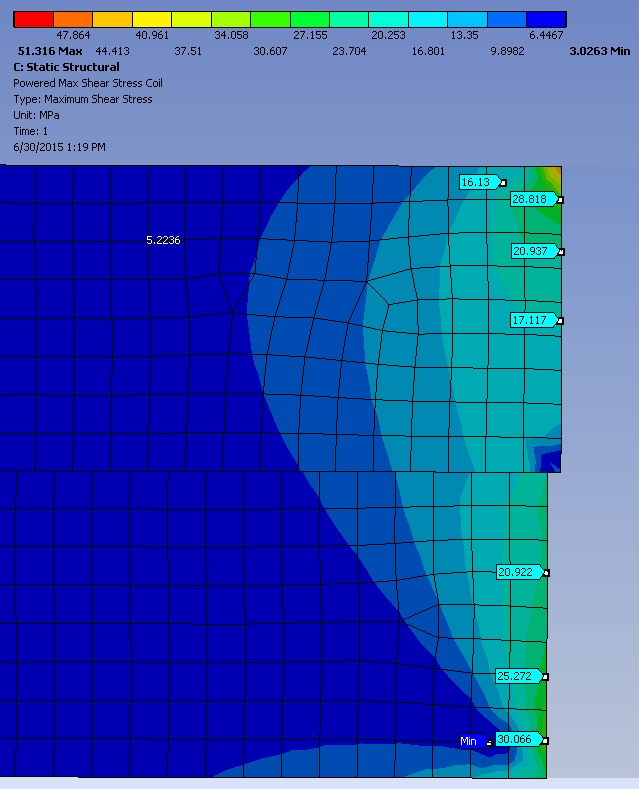 47.864 40.961 34.058 27.155 20.253 13.35 6.4467
51.316 Max 44.413 37.51 30.607 23.704 16.801 9.8982 3.0263 Min
C: Static Structural
Powered Max Shear Stress Coil
Type: Maximum Shear Stress
Unit: MPa
Time: 1
6/30/2015 1:19 PM
16.13
28.818
5.2236
20.937
17.117
20.922
25.272
Min 30.066